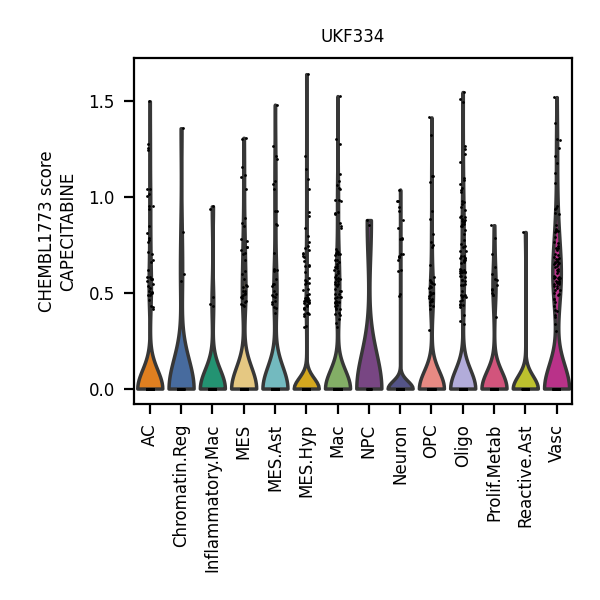 UKF334
CHEMBL1773 score
CAPECITABINE
1.5
1.0
0.5
0.0
AC
Chromatin.Reg
Inflammatory.Mac
MES
MES.Ast
MES.Hyp
Mac
NPC
Neuron
OPC
Oligo
Prolif.Metab
Reactive.Ast
Vasc